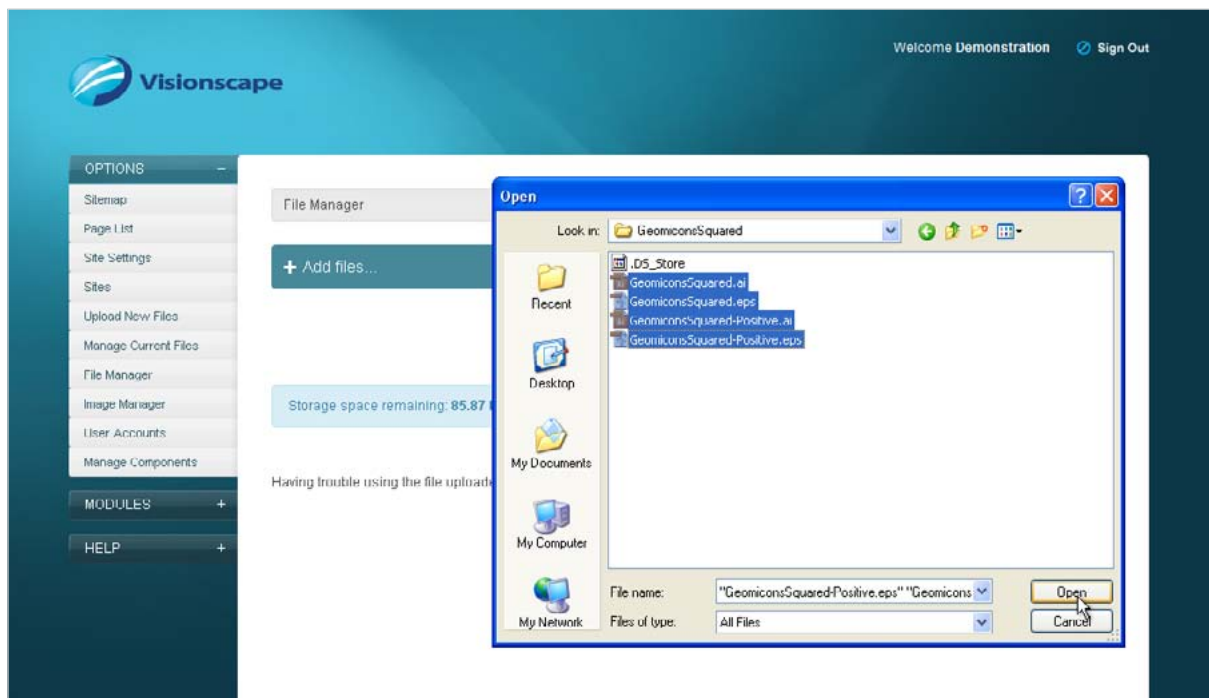 Welcome Demonstration
Sign Out
Visionscape
OPTIONS –
Sitemap
Page List
Site Settings
Sites
Upload New Files
Manage Current Files
File Manager
Image Manager
User Accounts
Manage Components
MODULES +
HELP +
File Manager
+ Add files...
Storage space remaining: 85.87
Having trouble using the file
Open
Look in:
GeomiconsSquared
Recent
Desktop
My Documents
My Computer
My Network
.DS_Store
GeomiconsSquared.ai
GeomiconsSquared.eps
GeomiconsSquared-Positive.ai
GeomiconsSquared-Positive.eps
File name:
"GeomiconsSquared-Positive.eps" "Geomicons
Open
Files of type:
All Files
Cancel